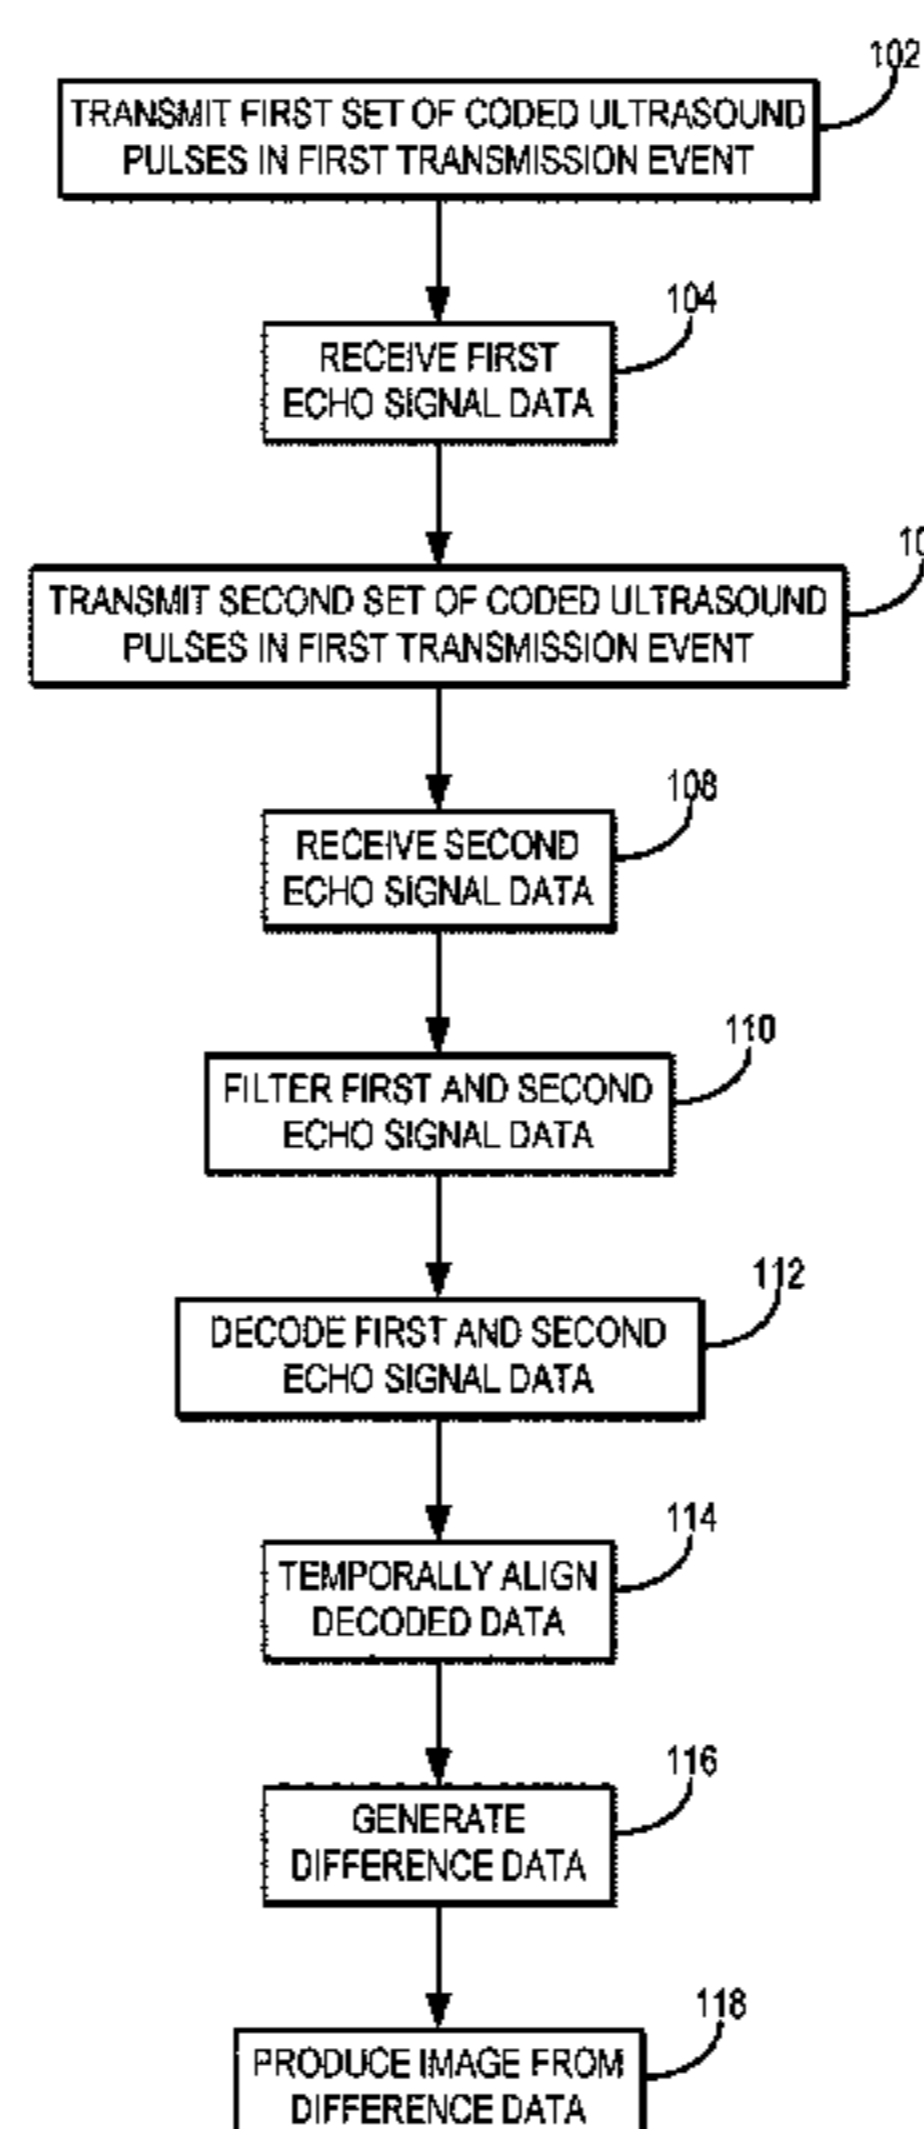 102
TRANSMIT FIRST SET OF CODED ULTRASOUND
PULSES IN FIRST TRANSMISSION EVENT
104
RECEIVE FIRST
ECHO SIGNAL DATA
10
TRANSMIT SECOND SET OF CODED ULTRASOUND
PULSES IN FIRST TRANSMISSION EVENT
108
RECEIVE SECOND
ECHO SIGNAL DATA
110
FILTER FIRST AND SECOND
ECHO SIGNAL DATA
112
DECODE FIRST AND SECOND
ECHO SIGNAL DATA
114
TEMPORALLY ALIGN
DECODED DATA
116
GENERATE
DIFFERENCE DATA
118
PRODUCE IMAGE FROM
DIFFERENCE DATA